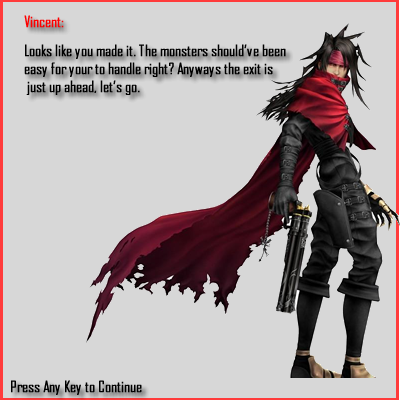 Vincent:
Looks like you made it. The monsters should've been
easy for your to handle right? Anyways the exit is
just up ahead, let's go.
Press Any Key to Continue